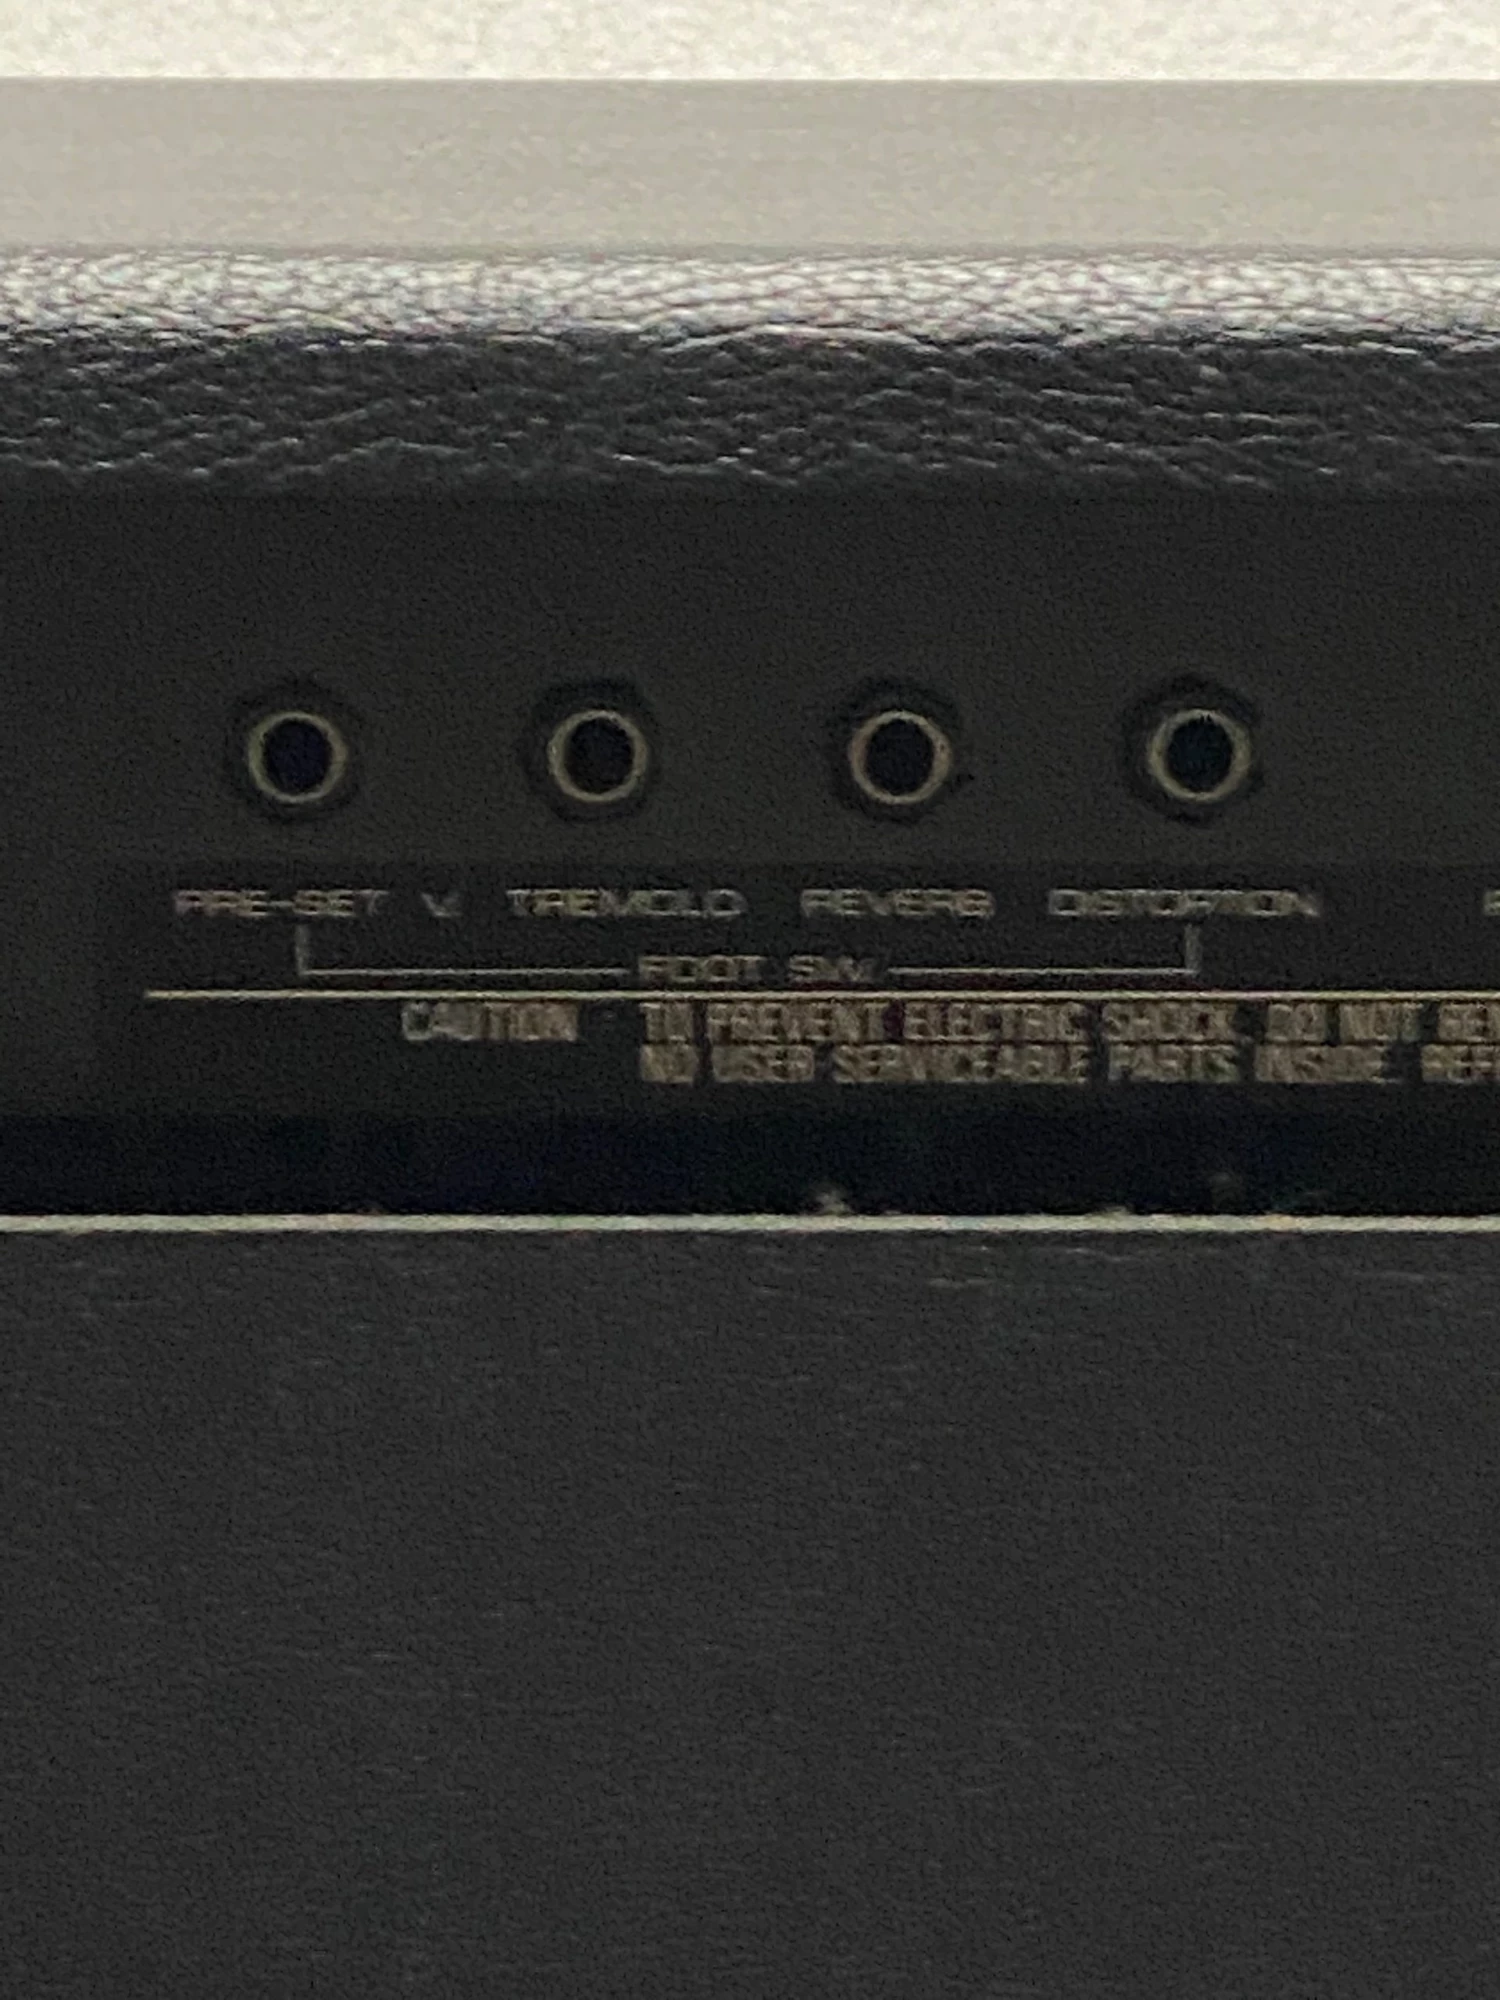 PRE-SET V. TREMOLO REVERB DISTORTION
FOOT SW.
CAUTION : TO PREVENT ELECTRIC SHOCK DO NOT
NO USER SERVICEABLE PARTS INSIDE.